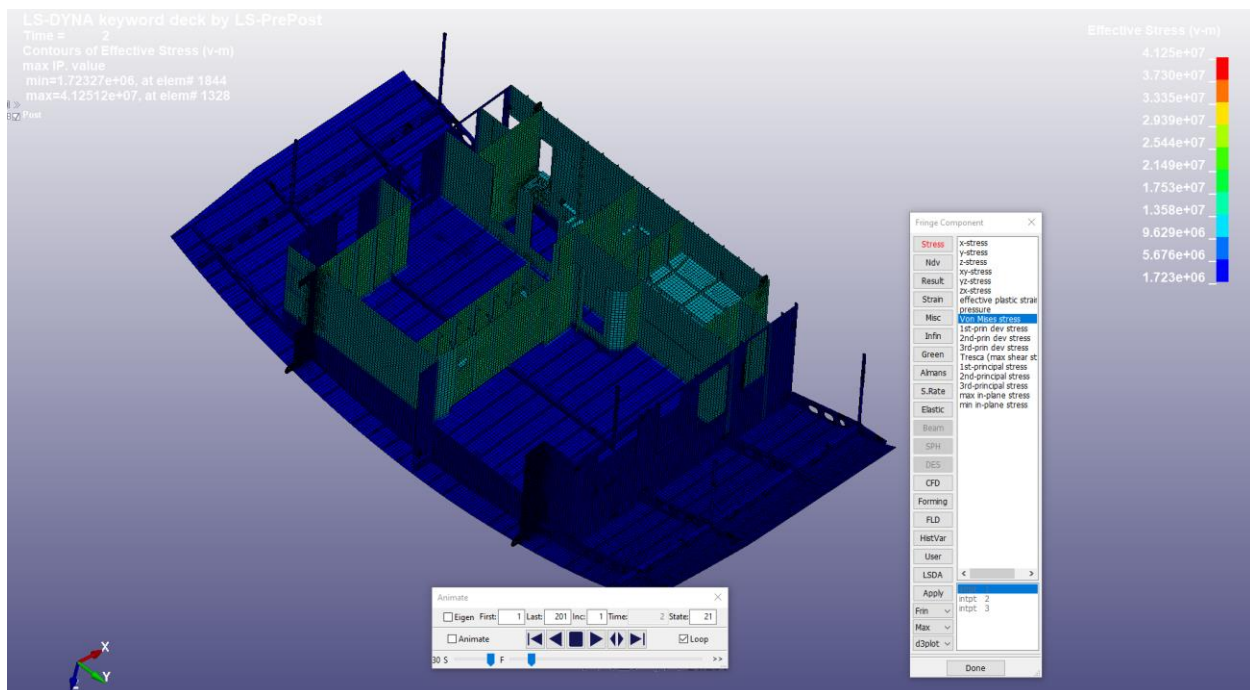 LS-DYNA keyword deck by LS-PrePost
Time = 2
Contours of Effective Stress (v-m)
max IP. value
min=1.72327e+06, at elem# 1844
max=4.12512e+07, at elem# 1328
Post
Effective Stress (v-m)
4.125e+07
3.730e+07
3.335e+07
2.939e+07
2.544e+07
2.149e+07
1.753e+07
1.358e+07
9.629e+06
5.676e+06
1.723e+06
Fringe Component
Stress
Ndv
Result
Strain
Misc
Infin
Green
Almans
S.Rate
Elastic
Beam
SPH
DES
CFD
Forming
FLD
HistVar
User
LSDA
Apply
Frin
Max
d3plot
x-stress
y-stress
z-stress
xy-stress
yz-stress
zx-stress
effective plastic strain
pressure
Von Mises stress
1st-prin dev stress
2nd-prin dev stress
3rd-prin dev stress
Tresca (max shear st
1st-principal stress
2nd-principal stress
3rd-principal stress
max in-plane stress
min in-plane stress
intpt 2
intpt 3
Done
Animate
Eigen First: 1 Last: 201 Inc: 1 Time: 2 State: 21
Animate Loop
30 S F >>
X
Y